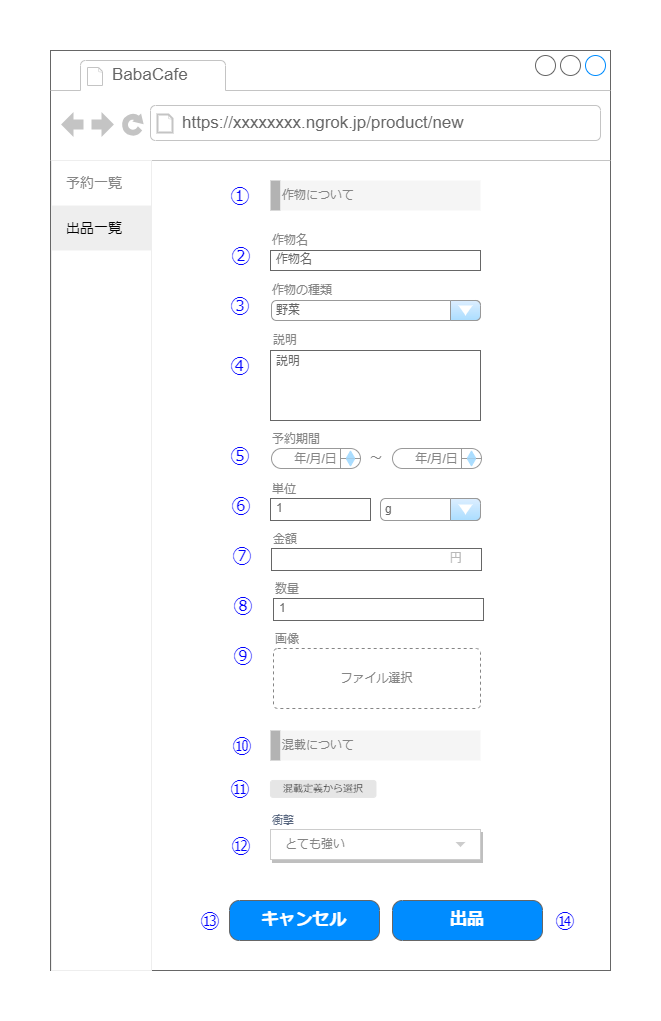 BabaCafe
https://xxxxxxxx.ngrok.jp/product/new
予約一覧
出品一覧
① 作物について
作物名
② 作物名
作物の種類
③ 野菜
説明
④ 説明
予約期間
⑤ 年/月/日 ～ 年/月/日
単位
⑥ 1 g
金額
⑦ 円
数量
⑧ 1
画像
⑨ ファイル選択
⑩ 混載について
⑪ 混載定義から選択
衝撃
⑫ とても強い
⑬ キャンセル 出品 ⑭